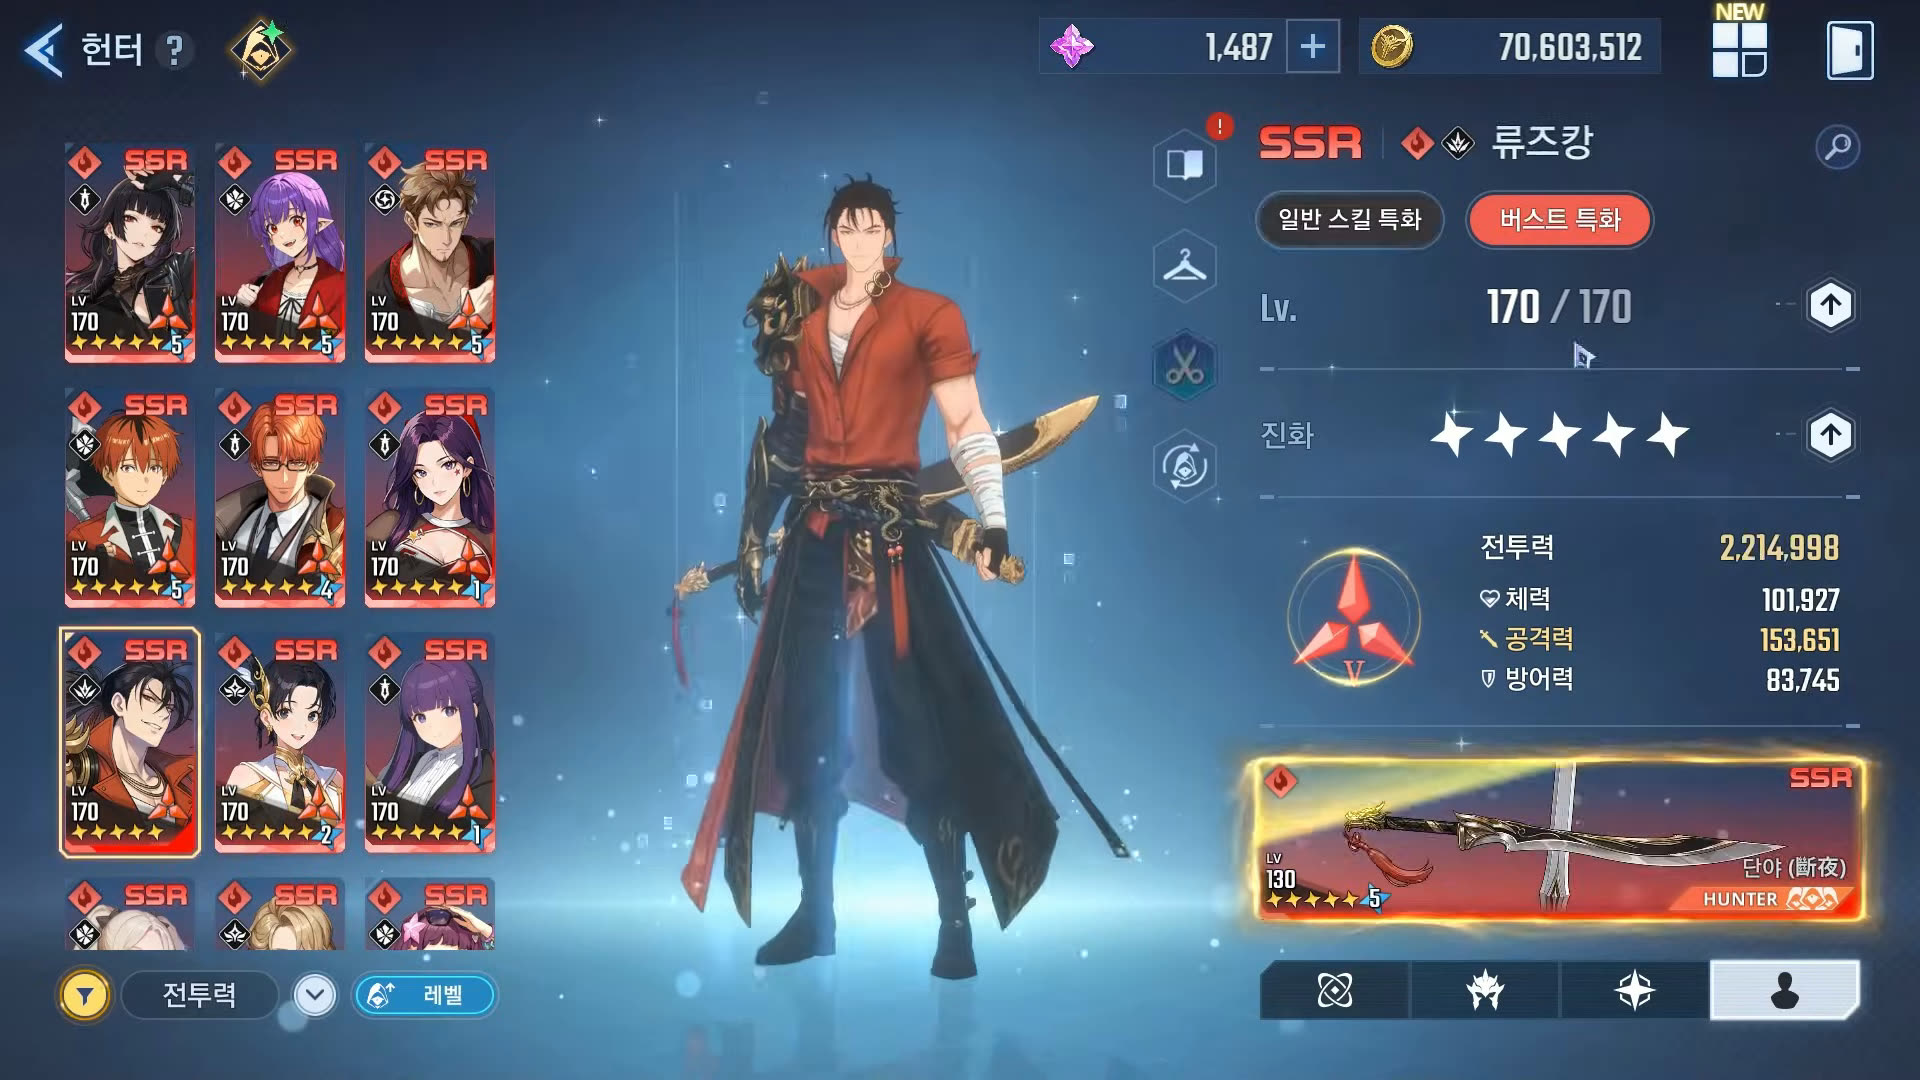 헌터 ?
1,487 +
70,603,512
NEW
SSR
SSR
SSR
LV
170
5
LV
170
5
LV
170
5
SSR
SSR
SSR
LV
170
5
LV
170
4
LV
170
1
SSR
SSR
SSR
LV
170
LV
170
2
LV
170
1
SSR
SSR
SSR
전투력
레벨
!
SSR 류즈캉
일반 스킬 특화
버스트 특화
Lv. 170 / 170
진화
V
전투력 2,214,998
체력 101,927
공격력 153,651
방어력 83,745
SSR
LV
130
5
단야 (斷夜)
HUNTER